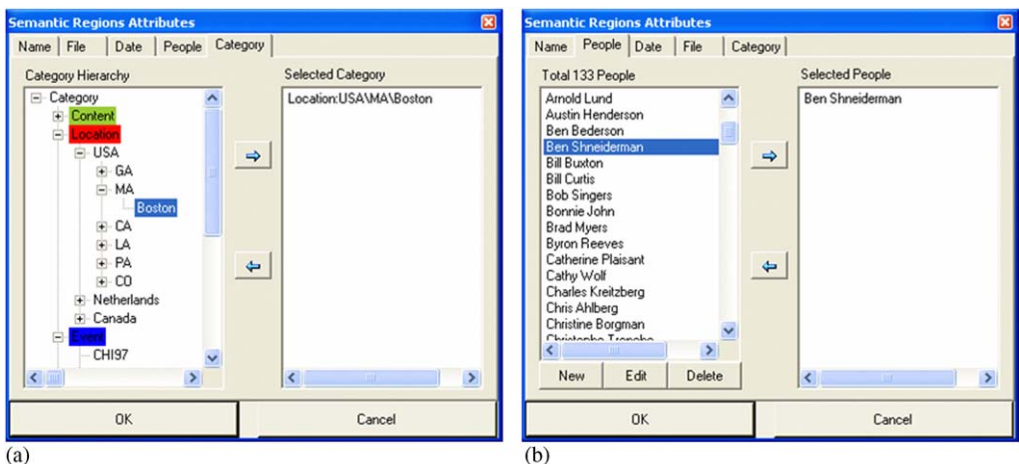 Semantic Regions Attributes
Name File Date People Category
Category Hierarchy
Category
Content
Location
USA
GA
MA
Boston
CA
LA
PA
CO
Netherlands
Canada
Event
CHI97
Selected Category
Location:USA\MA\Boston
OK Cancel
(a)
Semantic Regions Attributes
Name People Date File Category
Total 133 People
Arnold Lund
Austin Henderson
Ben Bederson
Ben Shneiderman
Bill Buxton
Bill Curtis
Bob Singers
Bonnie John
Brad Myers
Byron Reeves
Catherine Plaisant
Cathy Wolf
Charles Kreitzberg
Chris Ahlberg
Christine Borgman
New Edit Delete
Selected People
Ben Shneiderman
OK Cancel
(b)